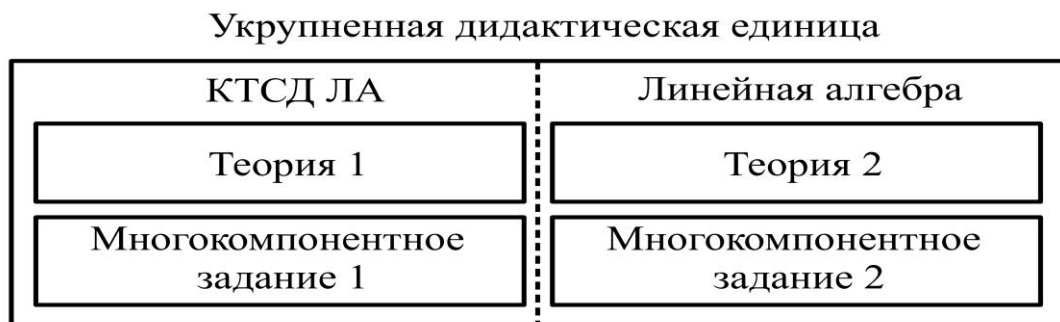 Укрупненная дидактическая единица
КТСД ЛА
Теория 1
Многокомпонентное
задание 1
Линейная алгебра
Теория 2
Многокомпонентное
задание 2